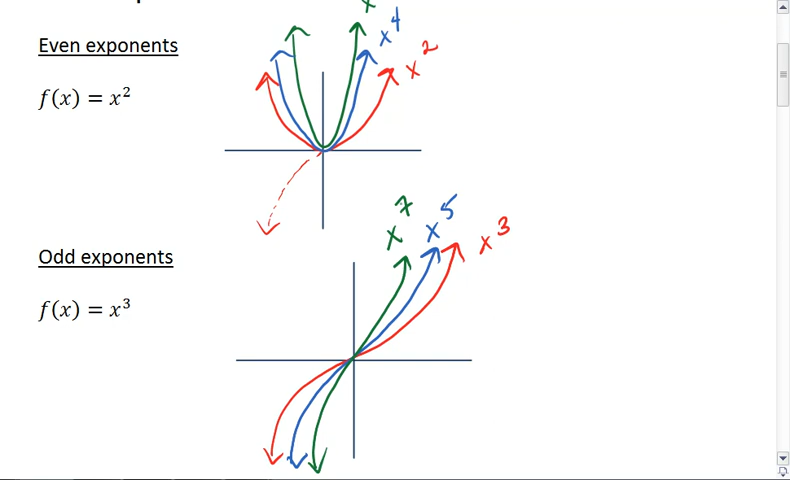 x⁴
Even exponents
x²
f(x) = x²
x⁷ x⁵ x³
Odd exponents
f(x) = x³